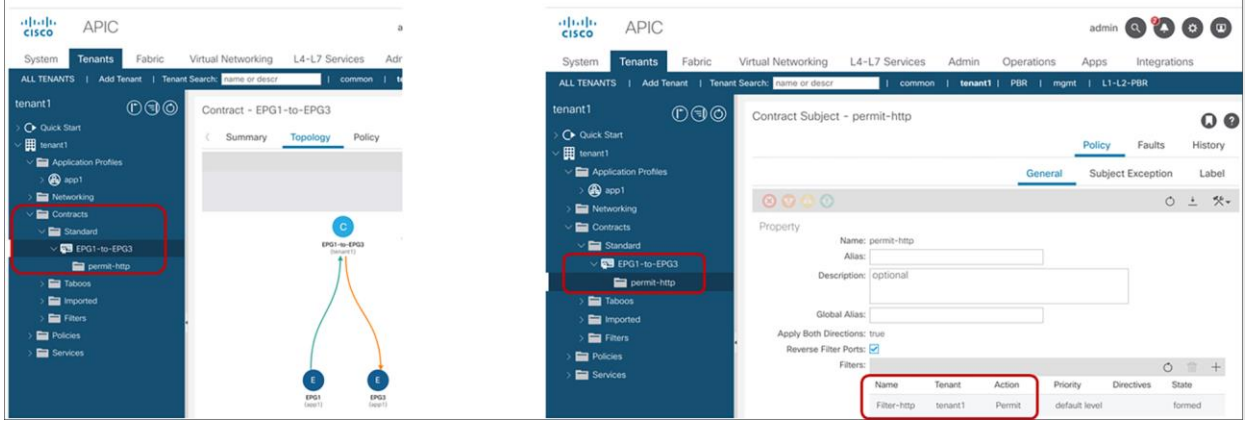 CISCO APIC a
System Tenants Fabric Virtual Networking L4-L7 Services Adr
ALL TENANTS | Add Tenant | Tenant Search: name or descr | common | te
tenant1
Quick Start
tenant1
Application Profiles
app1
Networking
Contracts
Standard
EPG1-to-EPG3
permit-http
Taboos
Imported
Filters
Policies
Services
Contract - EPG1-to-EPG3
Summary Topology Policy
C
EPG1-to-EPG3
(tenant1)
E E
EPG1 EPG3
(app1) (app1)
CISCO APIC admin 2
System Tenants Fabric Virtual Networking L4-L7 Services Admin Operations Apps Integrations
ALL TENANTS | Add Tenant | Tenant Search: name or descr | common | tenant1 | PBR | mgmt | L1-L2-PBR
tenant1
Quick Start
tenant1
Application Profiles
app1
Networking
Contracts
Standard
EPG1-to-EPG3
permit-http
Taboos
Imported
Filters
Policies
Services
Contract Subject - permit-http
Policy Faults History
General Subject Exception Label
Property
Name: permit-http
Alias:
Description: optional
Global Alias:
Apply Both Directions: true
Reverse Filter Ports:
Filters:
Name Tenant Action Priority Directives State
Filter-http tenant1 Permit default level formed